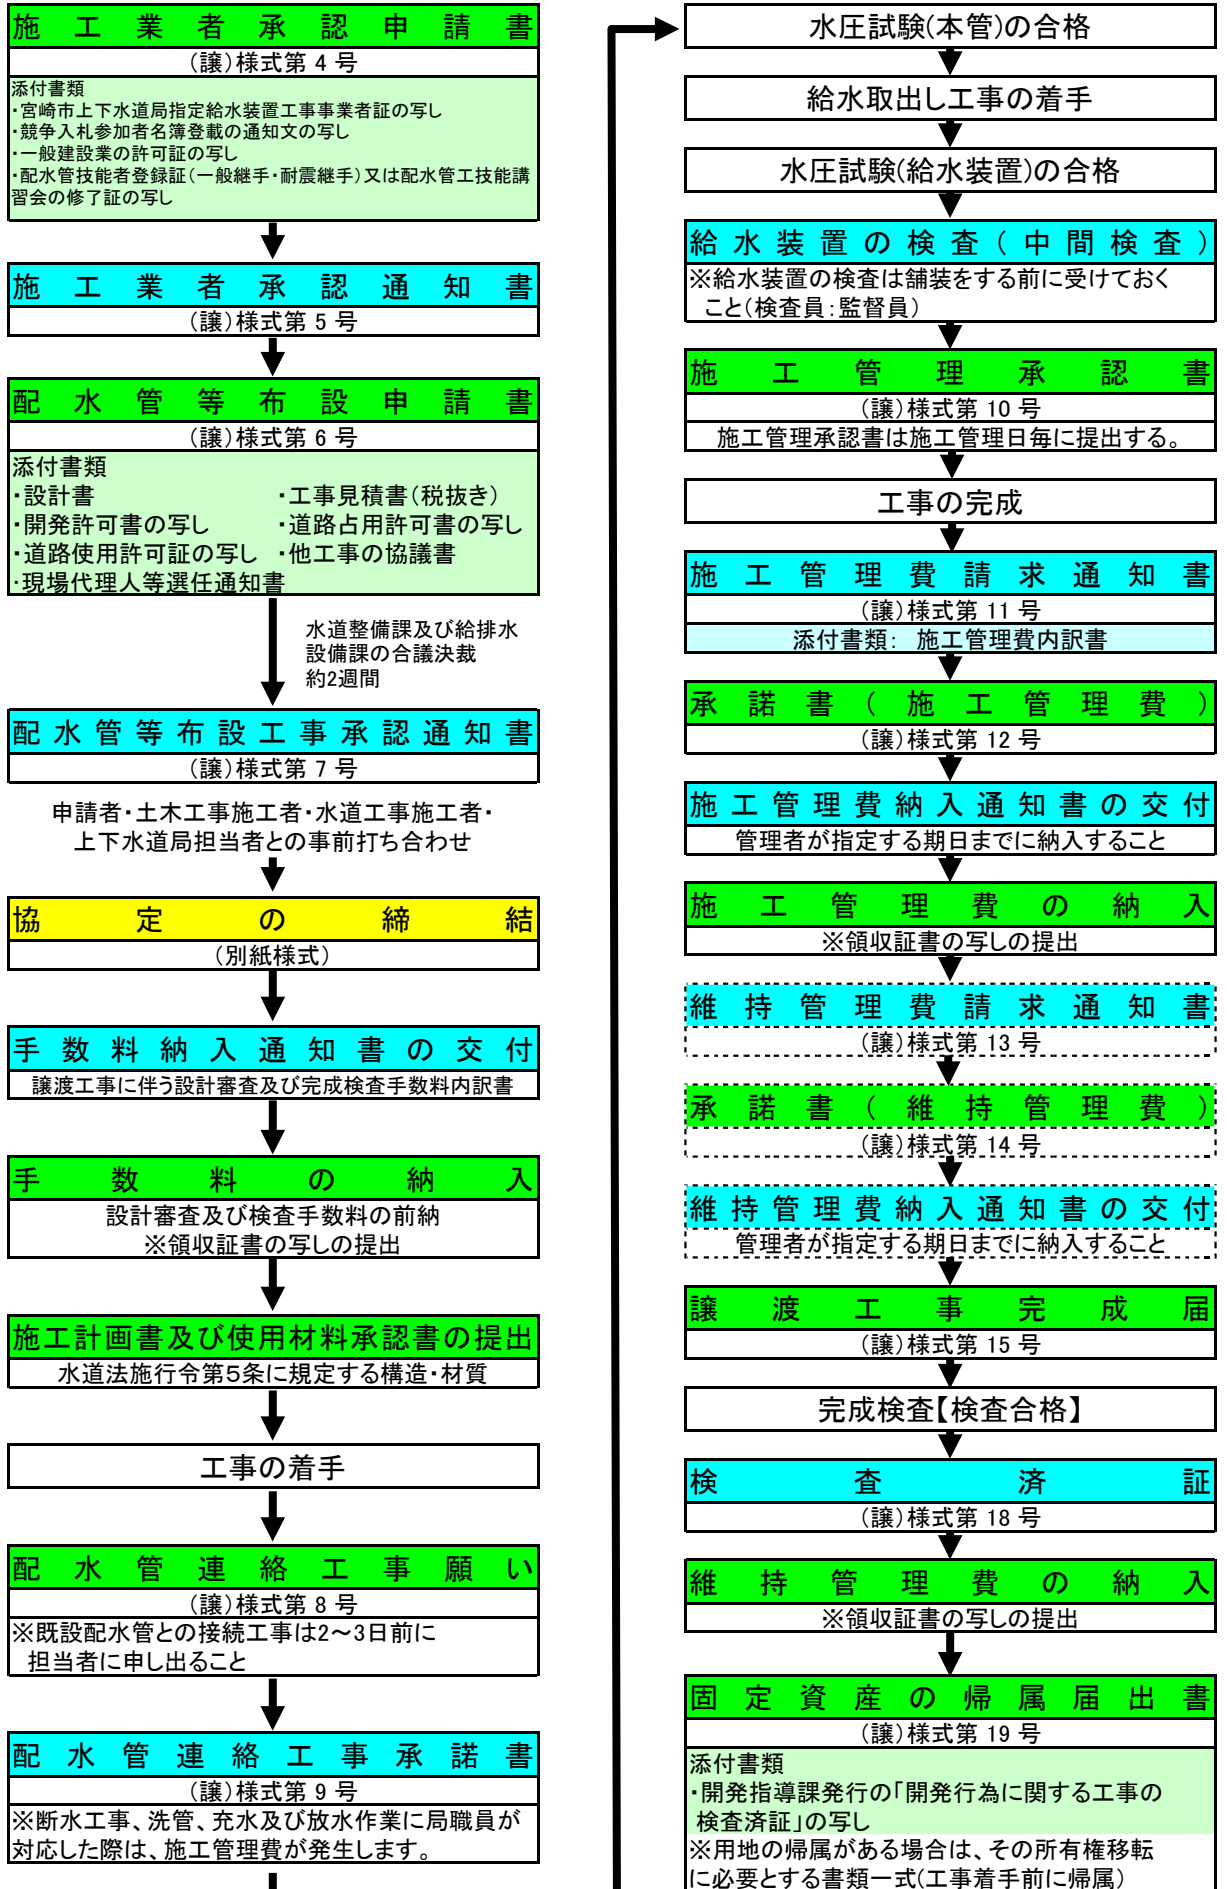 施工業者承認申請書
（譲）様式第 4 号
添付書類
・宮崎市上下水道局指定給水装置工事事業者証の写し
・競争入札参加者名簿登載の通知文の写し
・一般建設業の許可証の写し
・配水管技能者登録証（一般継手・耐震継手）又は配水管工技能講
習会の修了証の写し
施工業者承認通知書
（譲）様式第 5 号
配水管等布設申請書
（譲）様式第 6 号
添付書類
・設計書 ・工事見積書（税抜き）
・開発許可書の写し ・道路占用許可書の写し
・道路使用許可証の写し ・他工事の協議書
・現場代理人等選任通知書
水道整備課及び給排水
設備課の合議決裁
約2週間
配水管等布設工事承認通知書
（譲）様式第 7 号
申請者・土木工事施工者・水道工事施工者・
上下水道局担当者との事前打ち合わせ
協定の締結
（別紙様式）
手数料納入通知書の交付
譲渡工事に伴う設計審査及び完成検査手数料内訳書
手数料の納入
設計審査及び検査手数料の前納
※領収証書の写しの提出
施工計画書及び使用材料承認書の提出
水道法施行令第5条に規定する構造・材質
工事の着手
配水管連絡工事願い
（譲）様式第 8 号
※既設配水管との接続工事は2～3日前に
担当者に申し出ること
配水管連絡工事承諾書
（譲）様式第 9 号
※断水工事、洗管、充水及び放水作業に局職員が
対応した際は、施工管理費が発生します。
水圧試験(本管)の合格
給水取出し工事の着手
水圧試験(給水装置)の合格
給水装置の検査(中間検査)
※給水装置の検査は舗装をする前に受けておく
こと（検査員：監督員）
施工管理承認書
（譲）様式第 10 号
施工管理承認書は施工管理日毎に提出する。
工事の完成
施工管理費請求通知書
（譲）様式第 11 号
添付書類： 施工管理費内訳書
承諾書(施工管理費)
（譲）様式第 12 号
施工管理費納入通知書の交付
管理者が指定する期日までに納入すること
施工管理費の納入
※領収証書の写しの提出
維持管理費請求通知書
（譲）様式第 13 号
承諾書(維持管理費)
（譲）様式第 14 号
維持管理費納入通知書の交付
管理者が指定する期日までに納入すること
譲渡工事完成届
（譲）様式第 15 号
完成検査【検査合格】
検査済証
（譲）様式第 18 号
維持管理費の納入
※領収証書の写しの提出
固定資産の帰属届出書
（譲）様式第 19 号
添付書類
・開発指導課発行の「開発行為に関する工事の
検査済証」の写し
※用地の帰属がある場合は、その所有権移転
に必要とする書類一式(工事着手前に帰属)